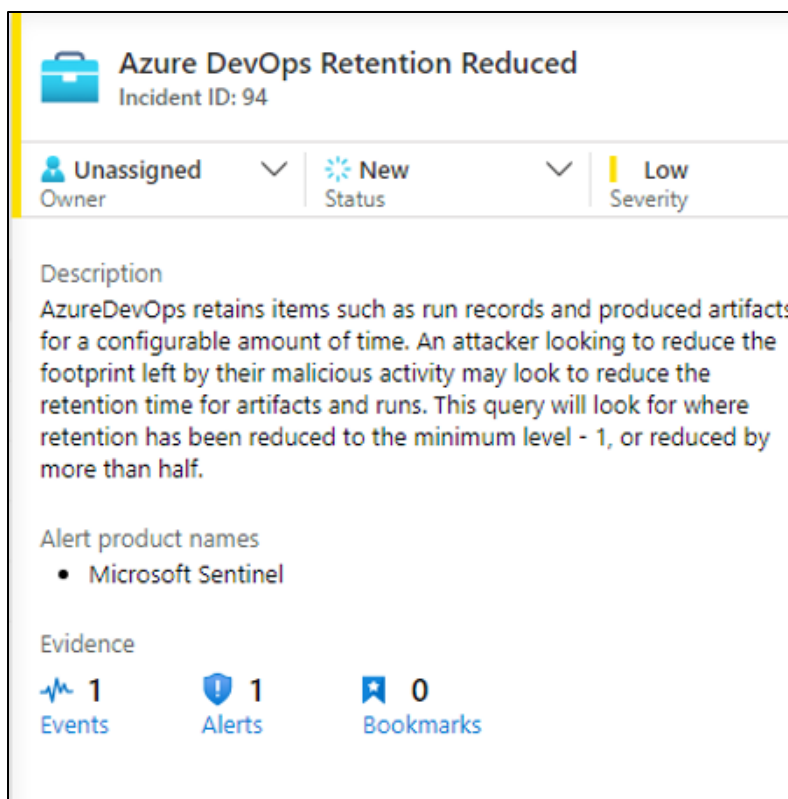 Azure DevOps Retention Reduced
Incident ID: 94
Unassigned New Low
Owner Status Severity
Description
AzureDevOps retains items such as run records and produced artifacts
for a configurable amount of time. An attacker looking to reduce the
footprint left by their malicious activity may look to reduce the
retention time for artifacts and runs. This query will look for where
retention has been reduced to the minimum level - 1, or reduced by
more than half.
Alert product names
• Microsoft Sentinel
Evidence
1 1 0
Events Alerts Bookmarks